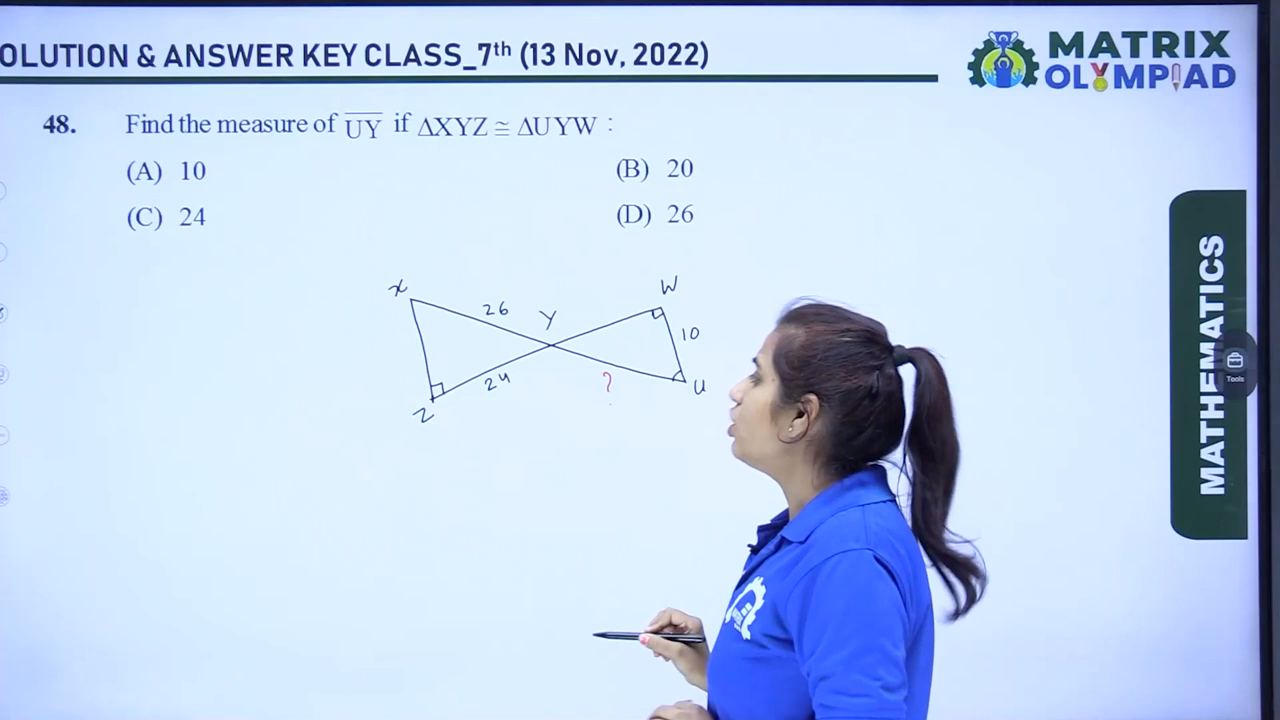 OLUTION & ANSWER KEY CLASS_7th (13 Nov, 2022)
MATRIX
OLYMPIAD
48. Find the measure of UY if ΔXYZ ≅ ΔUYW :
(A) 10 (B) 20
(C) 24 (D) 26
X 26 Y W
10
24 ? U
Z
MATHEMATICS
Tools